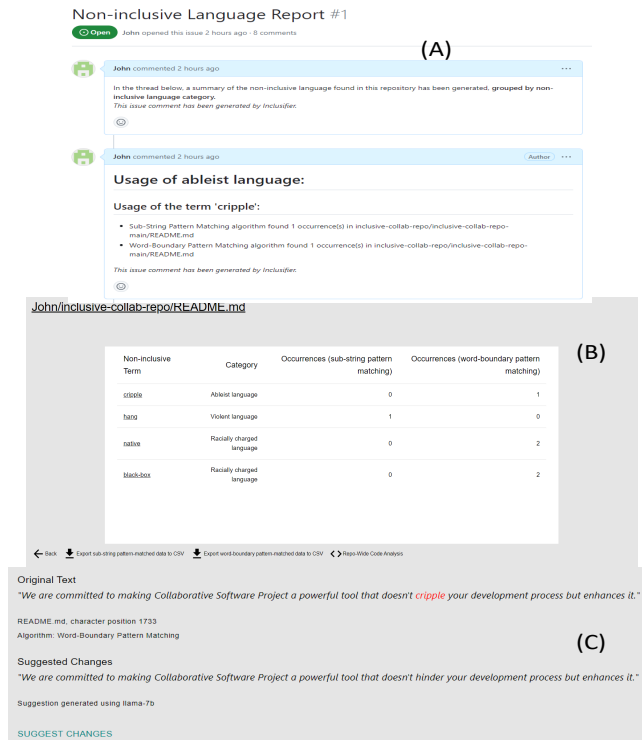 Non-inclusive Language Report #1
Open John opened this issue 2 hours ago · 8 comments
(A)
John commented 2 hours ago ···
In the thread below, a summary of the non-inclusive language found in this repository has been generated, grouped by non-
inclusive language category.
This issue comment has been generated by Inclusifier.
John commented 2 hours ago Author ···
Usage of ableist language:
Usage of the term 'cripple':
• Sub-String Pattern Matching algorithm found 1 occurrence(s) in inclusive-collab-repo/inclusive-collab-repo-
main/README.md
• Word-Boundary Pattern Matching algorithm found 1 occurrence(s) in inclusive-collab-repo/inclusive-collab-repo-
main/README.md
This issue comment has been generated by Inclusifier.
John/inclusive-collab-repo/README.md
(B)
Non-inclusive Term Category Occurrences (sub-string pattern matching) Occurrences (word-boundary pattern matching)
cripple Ableist language 0 1
hang Violent language 1 0
native Racially charged language 0 2
black-box Racially charged language 0 2
Back Export sub-string pattern-matched data to CSV Export word-boundary pattern-matched data to CSV Repo-Wide Code Analysis
Original Text
"We are committed to making Collaborative Software Project a powerful tool that doesn't cripple your development process but enhances it."
README.md, character position 1733
Algorithm: Word-Boundary Pattern Matching
(C)
Suggested Changes
"We are committed to making Collaborative Software Project a powerful tool that doesn't hinder your development process but enhances it."
Suggestion generated using llama-7b
SUGGEST CHANGES